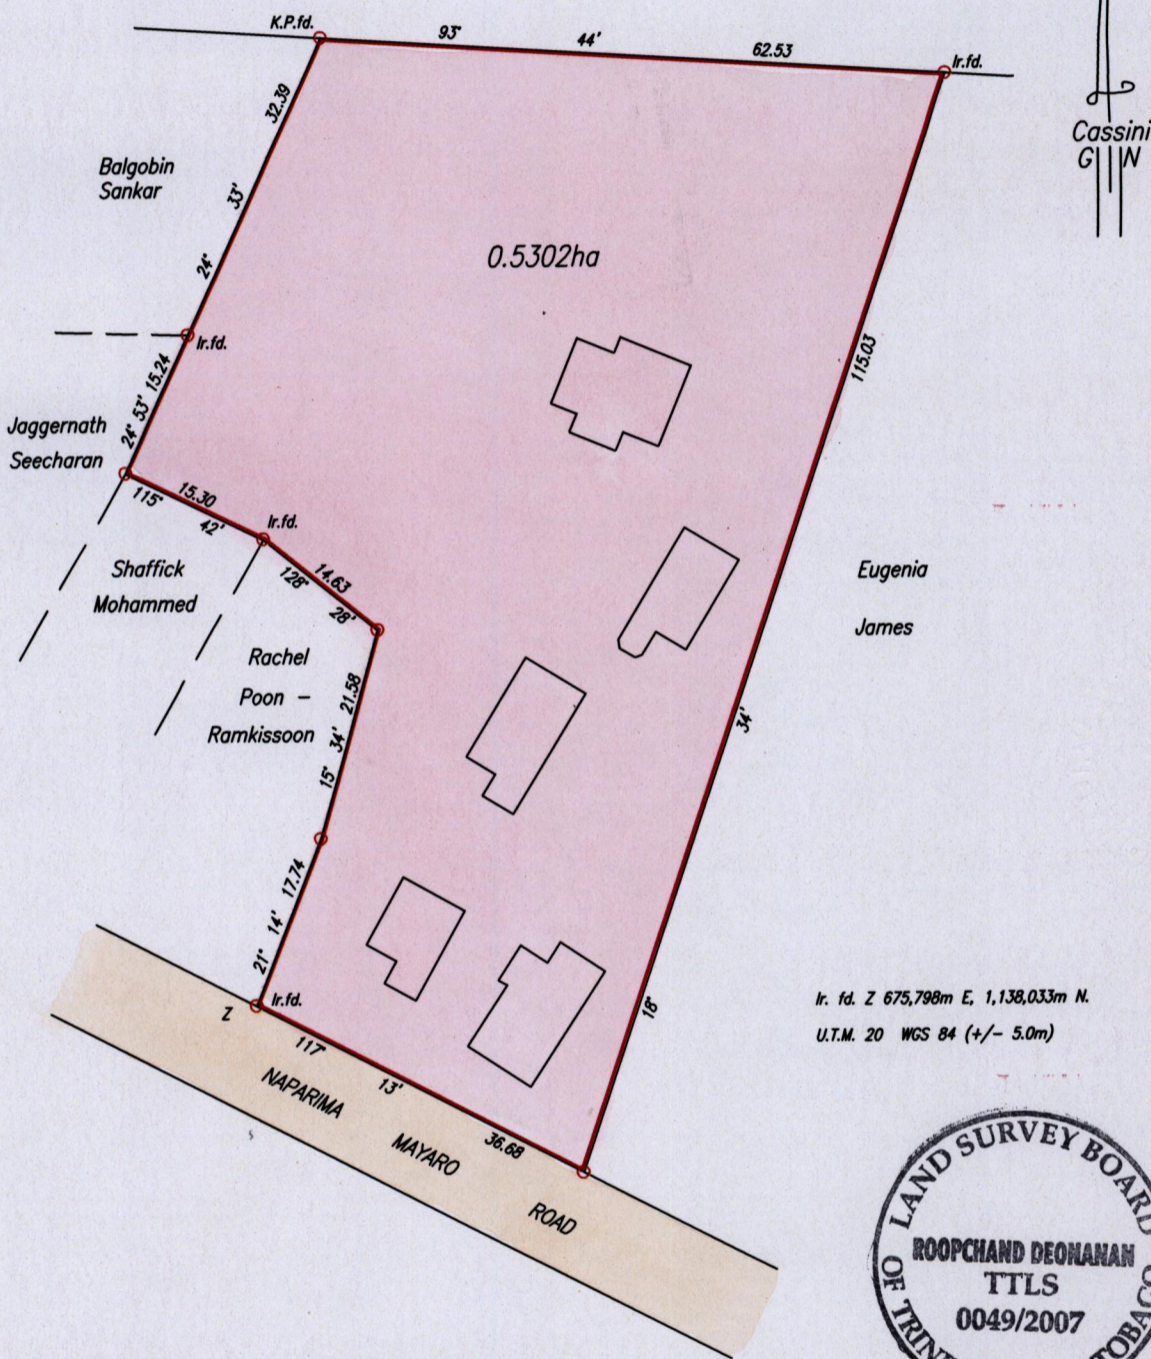 K.P.fd.
93°
44'
62.53
Ir.fd.
Cassini
G N
32.39
33'
24°
Balgobin
Sankar
0.5302ha
Ir.fd.
15.24
53'
24°
Jaggernath
Seecharan
115.03
34'
18°
115°
15.30
42'
Ir.fd.
128°
14.63
28'
Shaffick
Mohammed
Eugenia
James
Rachel
Poon -
Ramkissoon
21.58
34'
15°
17.74
14'
21°
Z
Ir.fd.
117°
13'
36.68
NAPARIMA
MAYARO
ROAD
Ir. fd. Z 675,798m E, 1,138,033m N.
U.T.M. 20 WGS 84 (+/- 5.0m)
LAND SURVEY BOARD
ROOPCHAND DEONANAN
TTLS
0049/2007
OF
TOBAGO